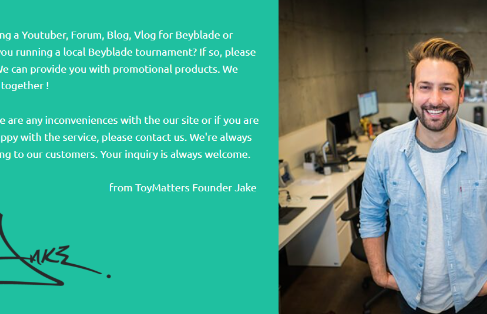 ng a Youtuber, Forum, Blog, Vlog for Beyblade or
you running a local Beyblade tournament? If so, please
We can provide you with promotional products. We
together !
e are any inconveniences with the our site or if you are
ppy with the service, please contact us. We're always
ng to our customers. Your inquiry is always welcome.
from ToyMatters Founder Jake
Jake.